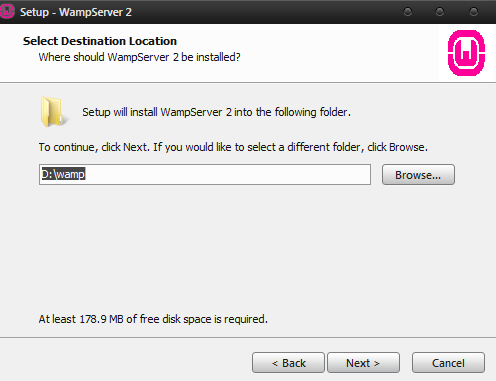 Setup - WampServer 2
Select Destination Location
Where should WampServer 2 be installed?
Setup will install WampServer 2 into the following folder.
To continue, click Next. If you would like to select a different folder, click Browse.
D:\wamp
Browse...
At least 178.9 MB of free disk space is required.
< Back
Next >
Cancel